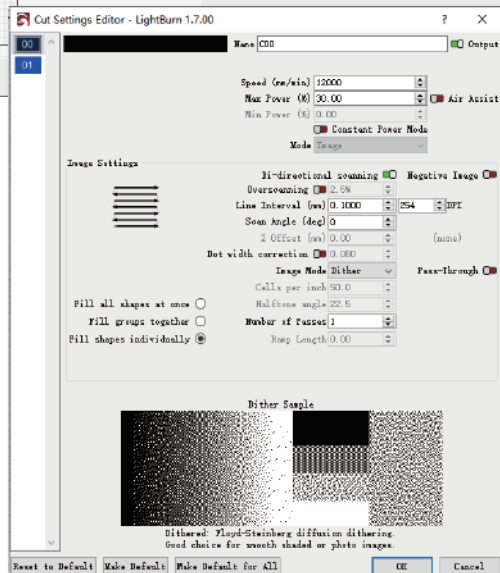 Cut Settings Editor - LightBurn 1.7.00 ? ×
00 Name C00 Output
01
Speed (mm/min) 12000
Max Power (%) 30.00 Air Assist
Min Power (%) 0.00
Constant Power Mode
Mode Image
Image Settings
Bi-directional scanning Negative Image
Overscanning 2.5%
Line Interval (mm) 0.1000 254 DPI
Scan Angle (deg) 0
Z Offset (mm) 0.00 (none)
Dot width correction 0.080
Image Mode Dither Pass-Through
Cells per inch 50.0
Fill all shapes at once Halftone angle 22.5
Fill groups together Number of Passes 1
Fill shapes individually Ramp Length 0.00
Dither Sample
Dithered: Floyd-Steinberg diffusion dithering.
Good choice for smooth shaded or photo images.
Reset to Default Make Default Make Default for All OK Cancel